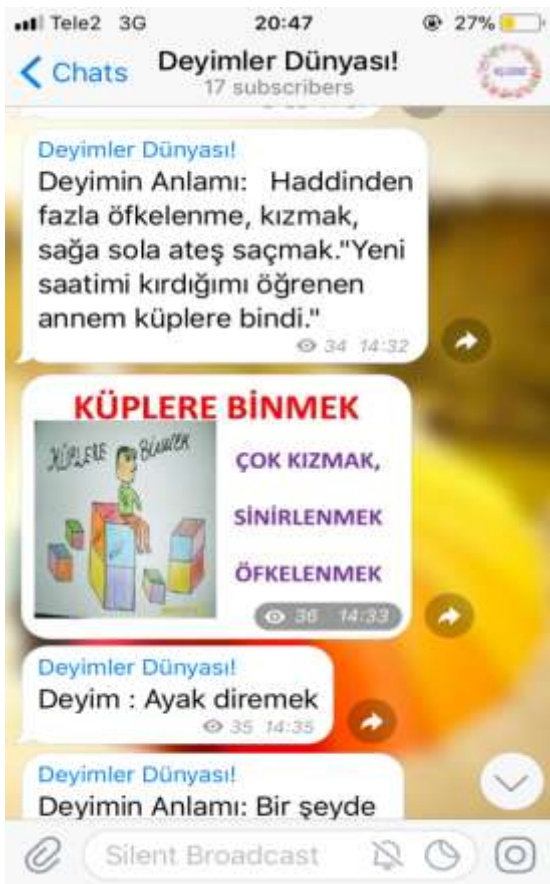 Tele2 3G 20:47 27%
Chats
Deyimler Dünyası!
17 subscribers
Deyimler Dünyası!
Deyimin Anlamı: Haddinden
fazla öfkelenme, kızmak,
sağa sola ateş saçmak."Yeni
saatimi kırdığımı öğrenen
annem küplere bindi."
34 14:32
KÜPLERE BİNMEK
KÜPLERE BİNMEK
ÇOK KIZMAK,
SİNİRLENMEK
ÖFKELENMEK
36 14:33
Deyimler Dünyası!
Deyim : Ayak diremek
35 14:35
Deyimler Dünyası!
Deyimin Anlamı: Bir şeyde
Silent Broadcast